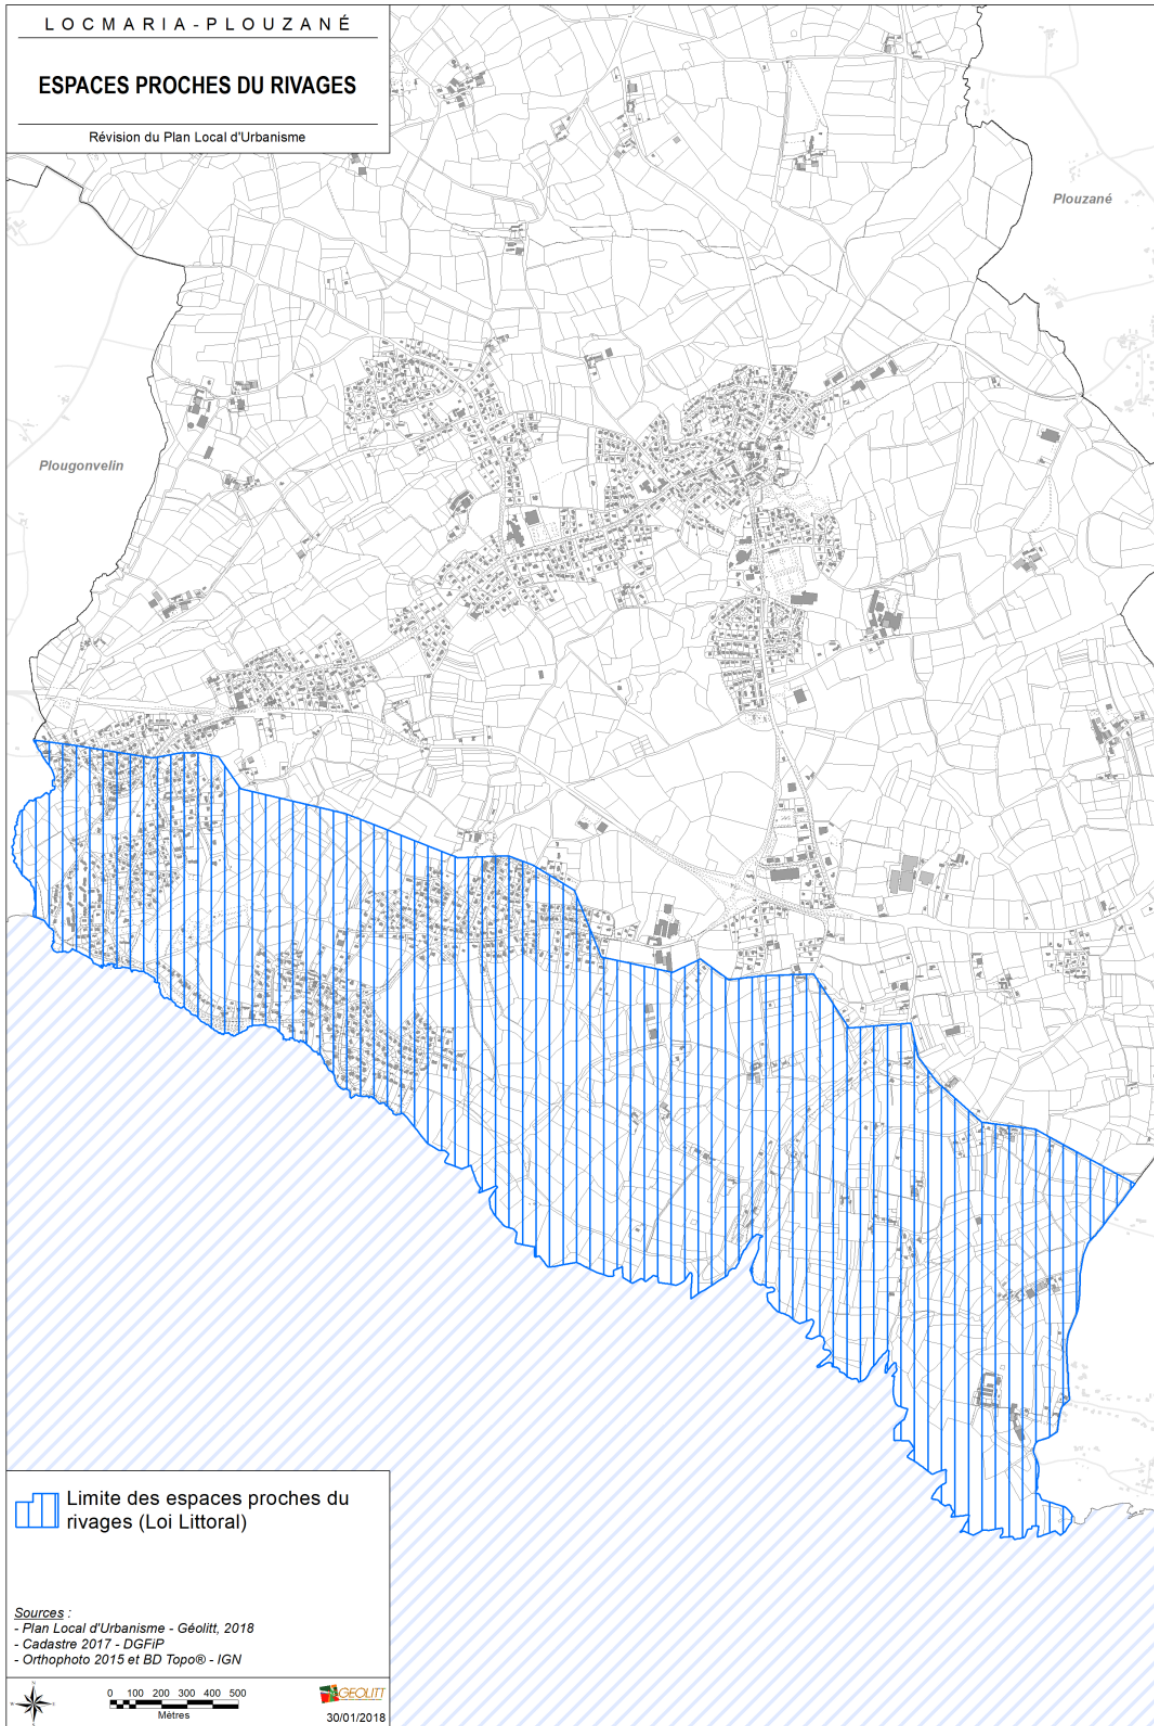 LOCMARIA-PLOUZANÉ
ESPACES PROCHES DU RIVAGES
Révision du Plan Local d'Urbanisme
Plouzané
Plougonvelin
Limite des espaces proches du
rivages (Loi Littoral)
Sources :
- Plan Local d'Urbanisme - Géolitt, 2018
- Cadastre 2017 - DGFiP
- Orthophoto 2015 et BD Topo® - IGN
0 100 200 300 400 500
Mètres
GEOLITT
30/01/2018